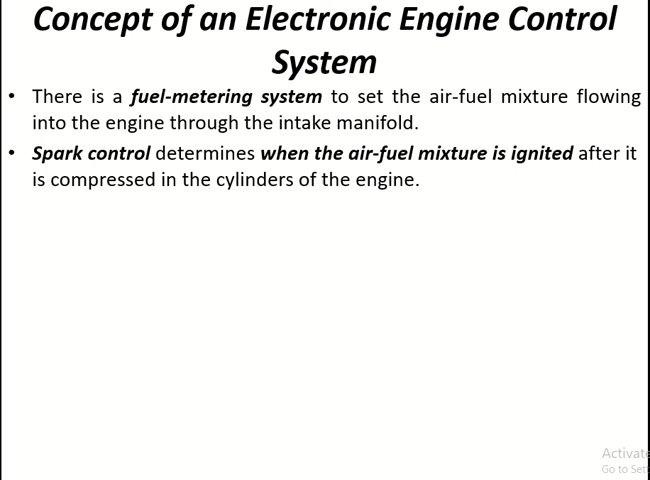 Concept of an Electronic Engine Control
System
• There is a fuel-metering system to set the air-fuel mixture flowing
into the engine through the intake manifold.
• Spark control determines when the air-fuel mixture is ignited after it
is compressed in the cylinders of the engine.
Activate
Go to Sett